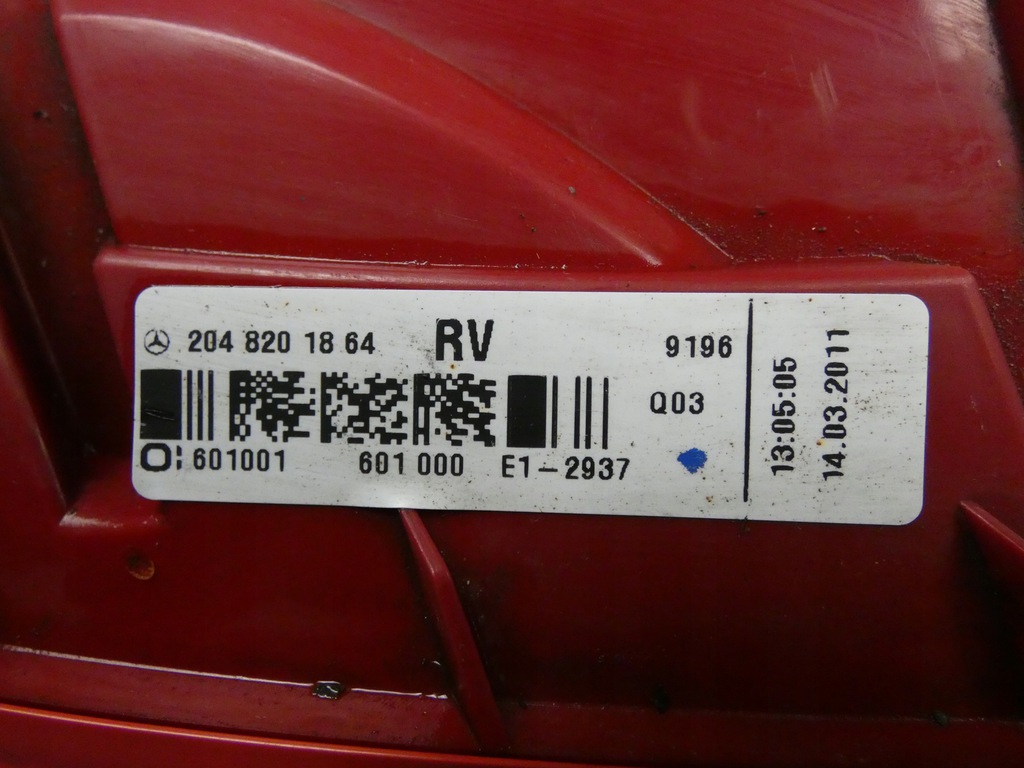 204 820 18 64 RV 9196
Q03
O: 601001 601 000 E1-2937
13:05:05
14.03.2011